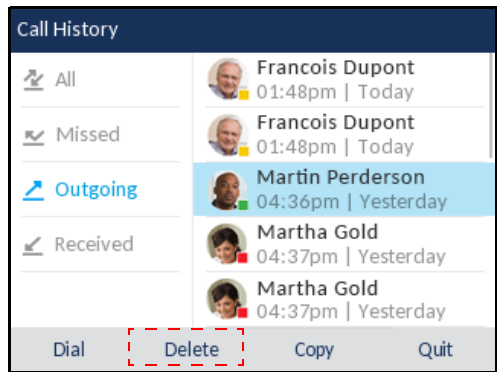 Call History
All
Missed
Outgoing
Received
Francois Dupont
01:48pm | Today
Francois Dupont
01:48pm | Today
Martin Perderson
04:36pm | Yesterday
Martha Gold
04:37pm | Yesterday
Martha Gold
04:37pm | Yesterday
Dial Delete Copy Quit